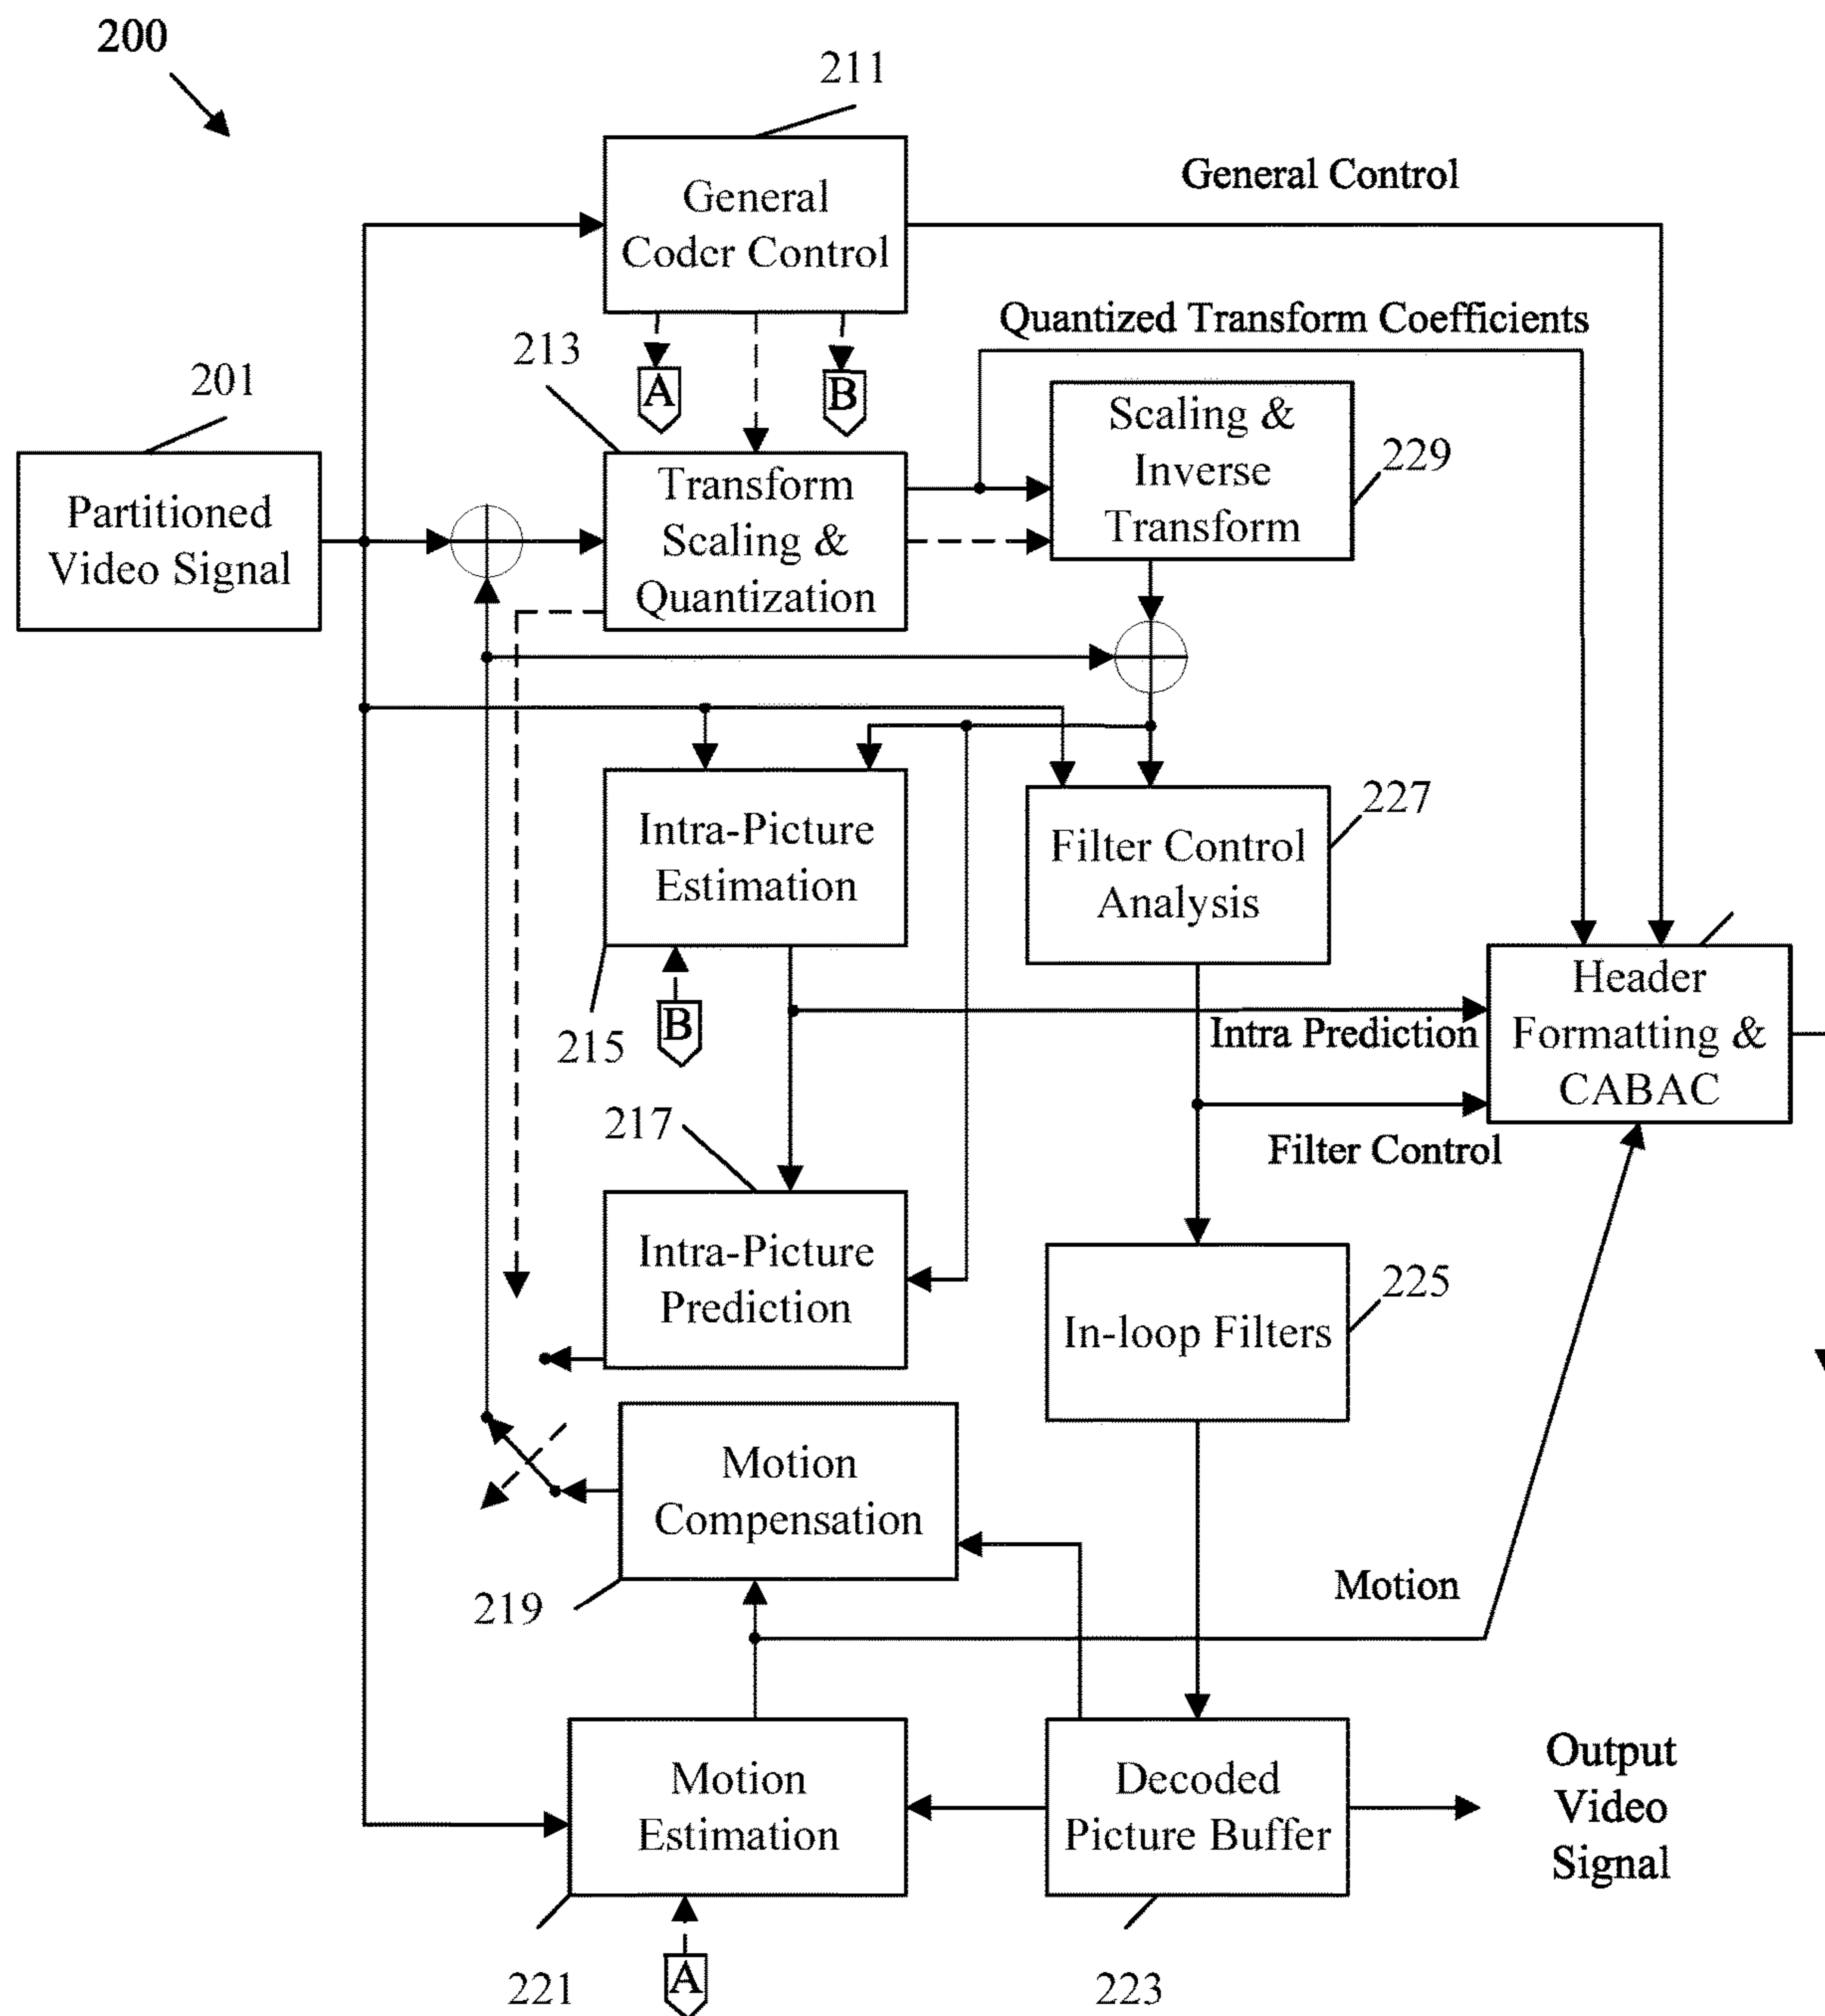 200
211
General
Coder Control
General Control
Quantized Transform Coefficients
213
A
B
201
Partitioned
Video Signal
Transform
Scaling &
Quantization
Scaling &
Inverse
Transform
229
Intra-Picture
Estimation
227
Filter Control
Analysis
215
B
Intra Prediction
Header
Formatting &
CABAC
Filter Control
217
Intra-Picture
Prediction
225
In-loop Filters
Motion
Compensation
219
Motion
Motion
Estimation
Decoded
Picture Buffer
Output
Video
Signal
221
A
223